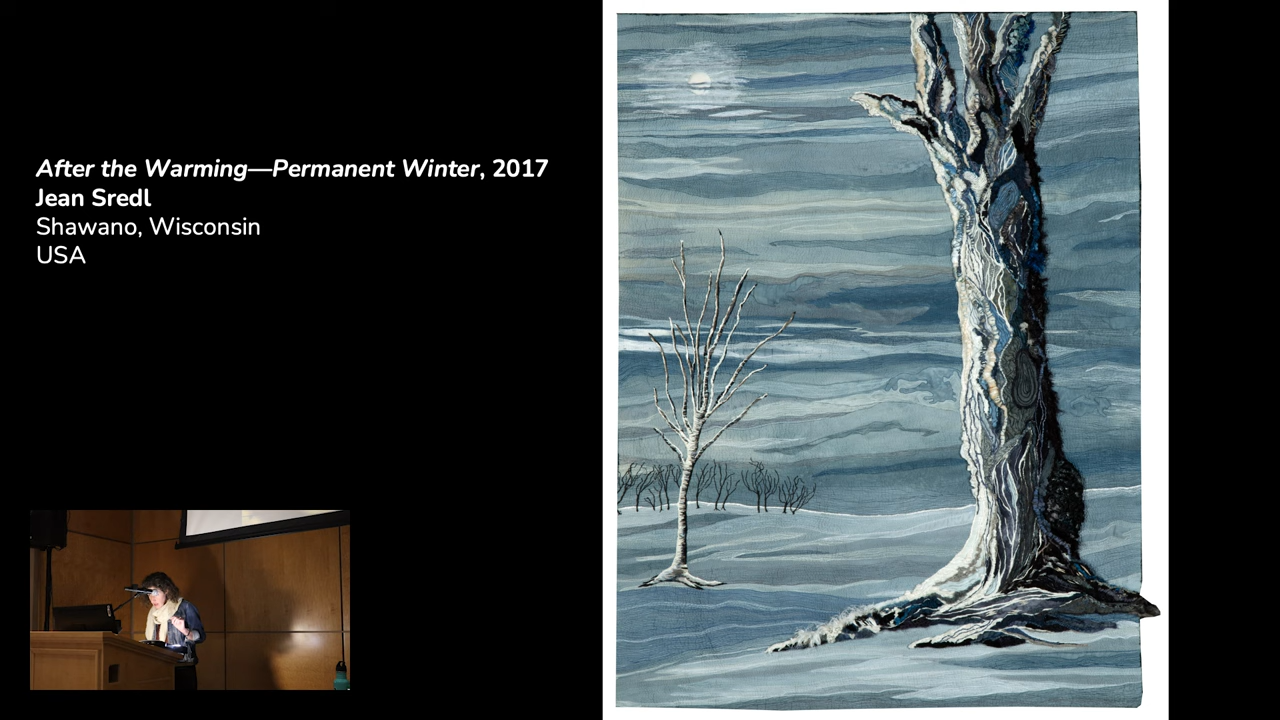 After the Warming—Permanent Winter, 2017
Jean Sredl
Shawano, Wisconsin
USA